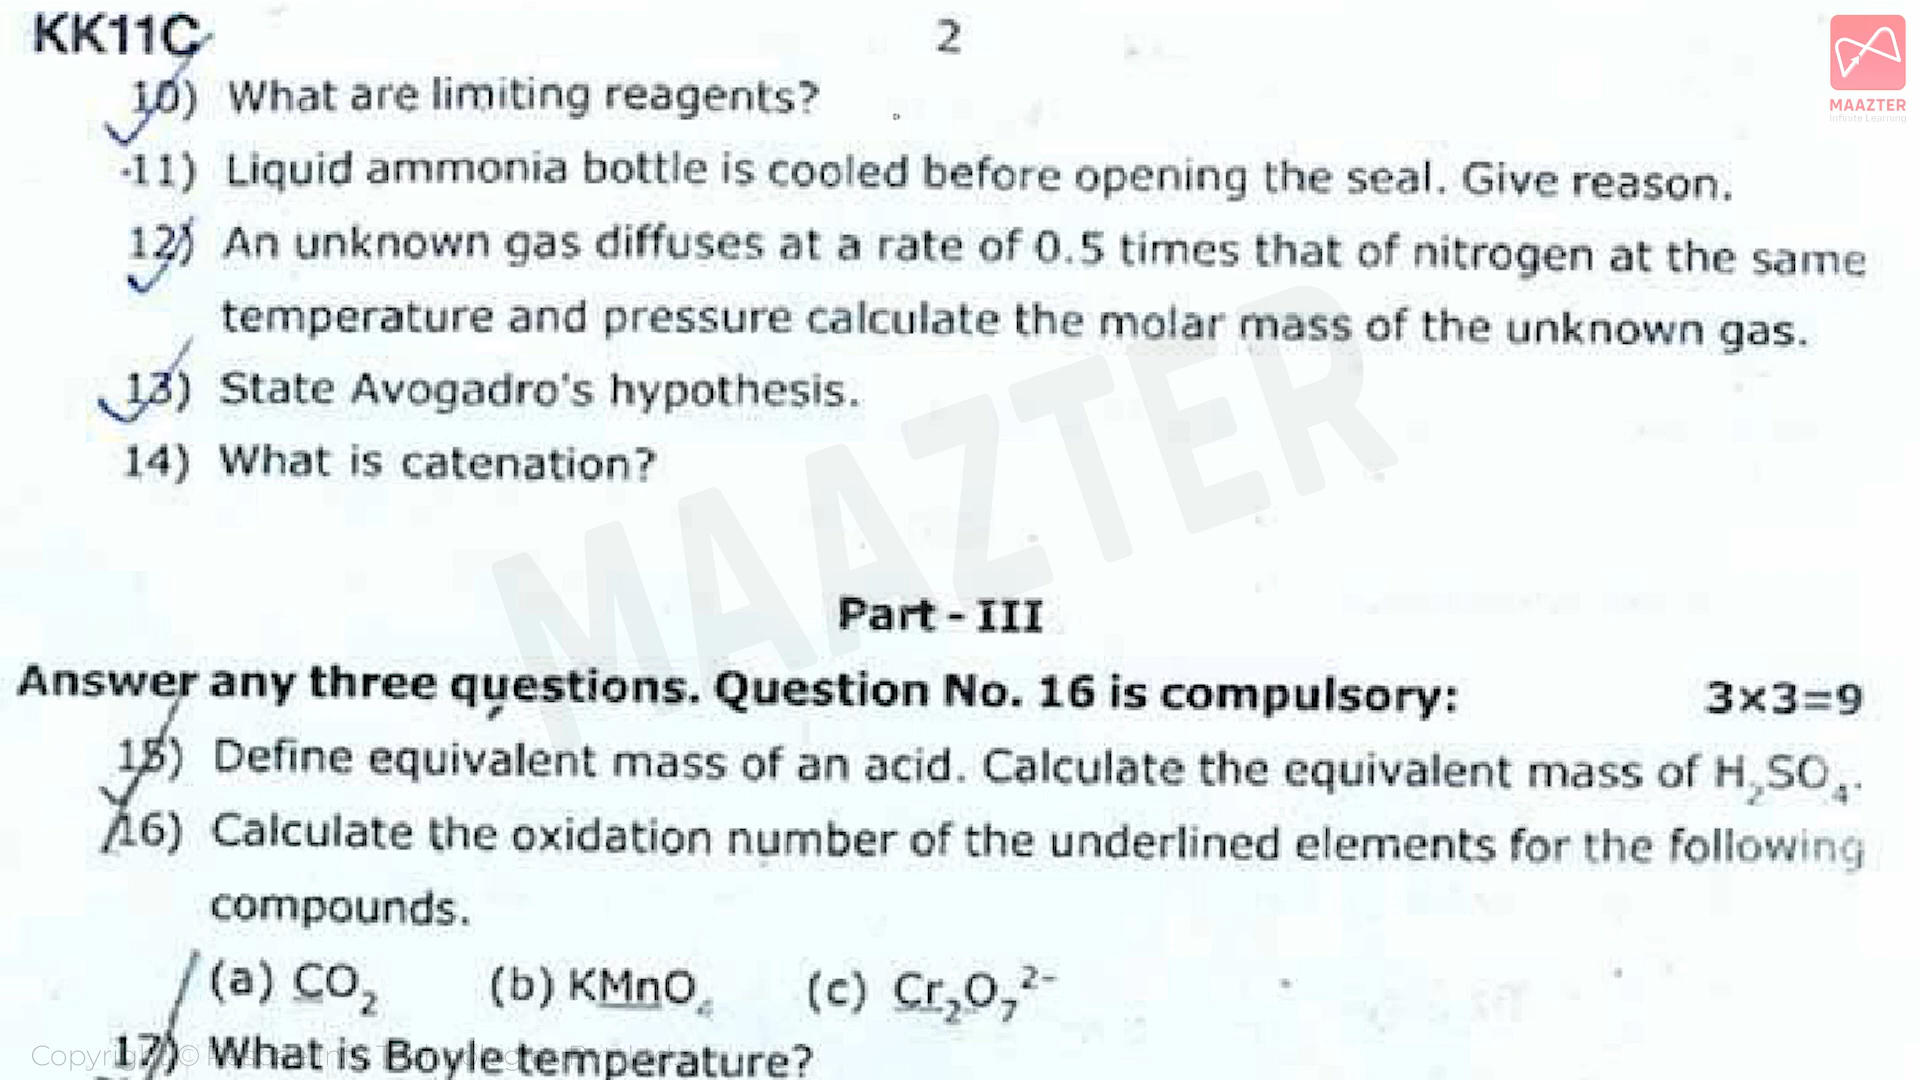 KK11C
2
MAAZTER
Infinite Learning
10) What are limiting reagents?
11) Liquid ammonia bottle is cooled before opening the seal. Give reason.
12) An unknown gas diffuses at a rate of 0.5 times that of nitrogen at the same
temperature and pressure calculate the molar mass of the unknown gas.
13) State Avogadro's hypothesis.
14) What is catenation?
MAAZTER
Part - III
Answer any three questions. Question No. 16 is compulsory: 3×3=9
15) Define equivalent mass of an acid. Calculate the equivalent mass of H₂SO₄.
16) Calculate the oxidation number of the underlined elements for the following
compounds.
(a) CO₂ (b) KMnO₄ (c) Cr₂O₇²⁻
17) What is Boyle temperature?